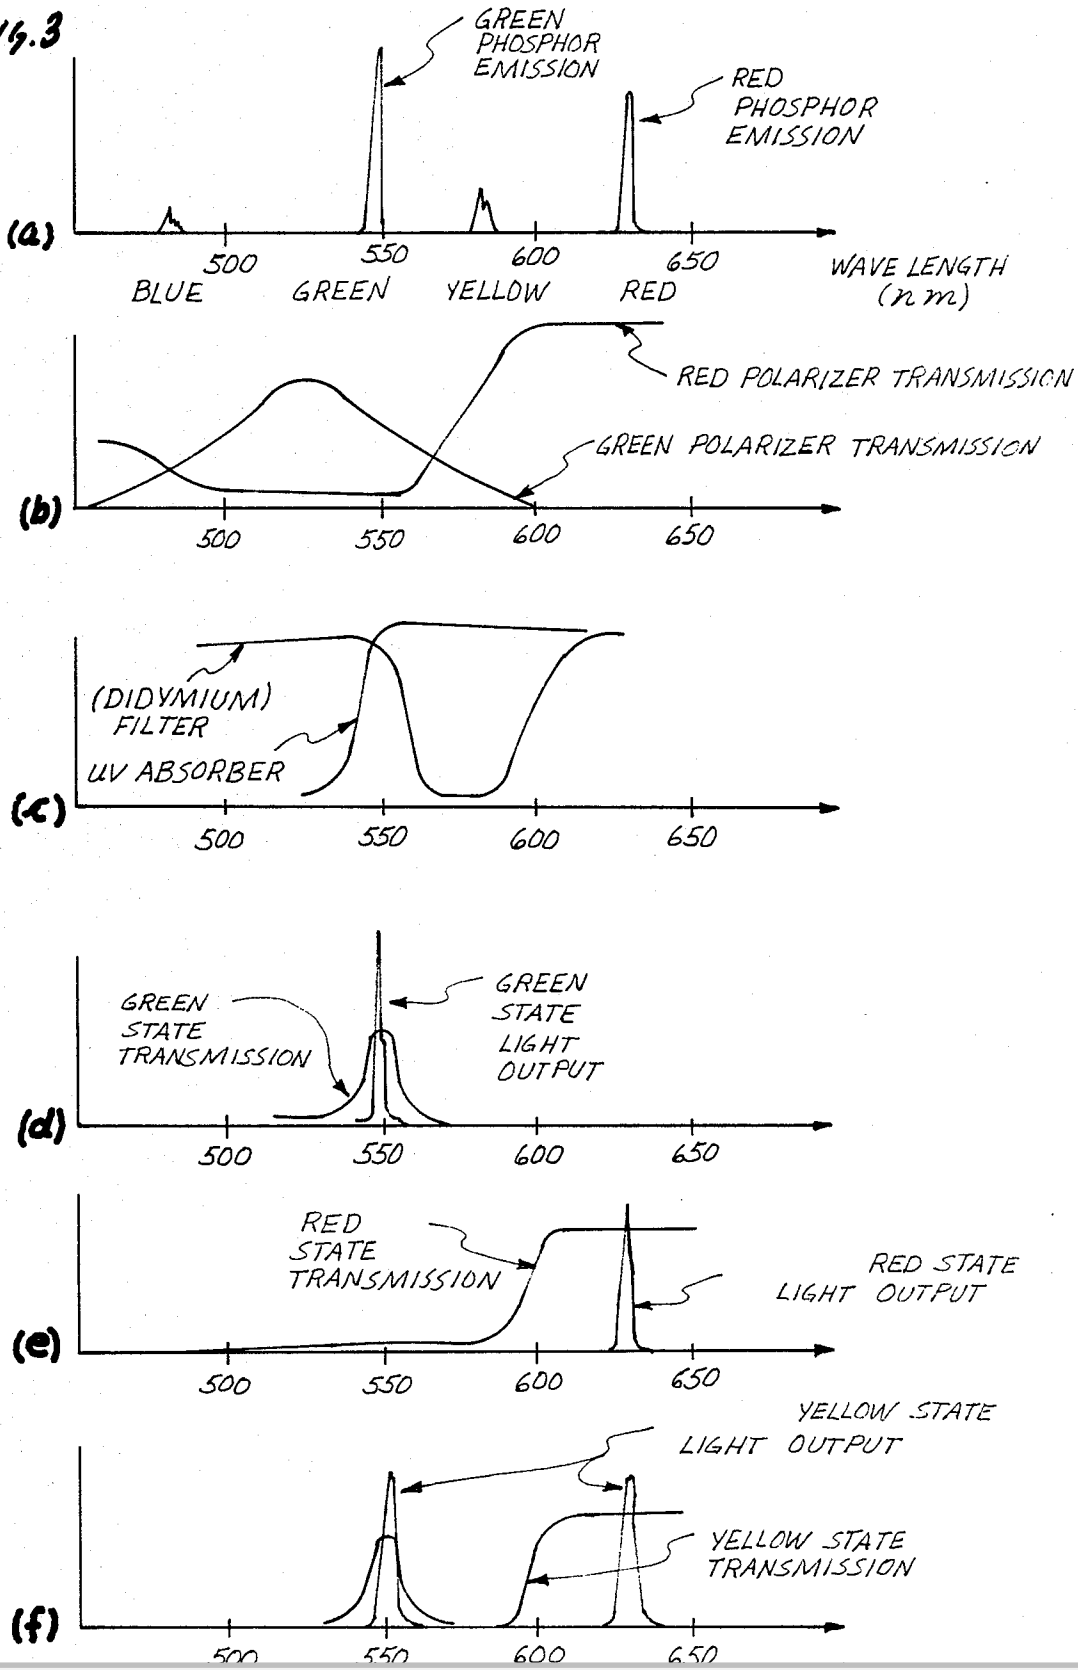 GREEN
PHOSPHOR
EMISSION
RED
PHOSPHOR
EMISSION
(a)
500 550 600 650
WAVE LENGTH
(nm)
BLUE GREEN YELLOW RED
RED POLARIZER TRANSMISSION
GREEN POLARIZER TRANSMISSION
(b)
500 550 600 650
(DIDYMIUM)
FILTER
UV ABSORBER
(c)
500 550 600 650
GREEN
STATE
TRANSMISSION
GREEN
STATE
LIGHT
OUTPUT
(d)
500 550 600 650
RED
STATE
TRANSMISSION
RED STATE
LIGHT OUTPUT
(e)
500 550 600 650
YELLOW STATE
LIGHT OUTPUT
YELLOW STATE
TRANSMISSION
(f)
500 550 600 650